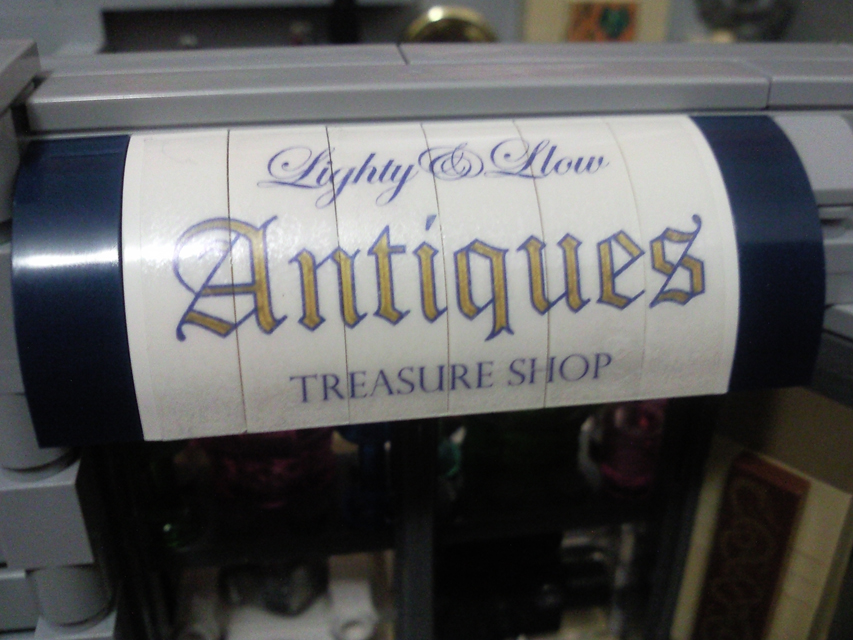 Lighty & Llow
Antiques
TREASURE SHOP